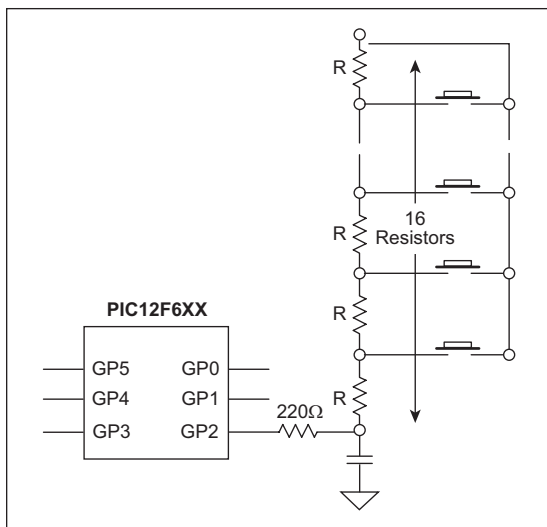 R
16
Resistors
R
PIC12F6XX
R
GP5 GP0
GP4 GP1
R
220Ω
GP3 GP2